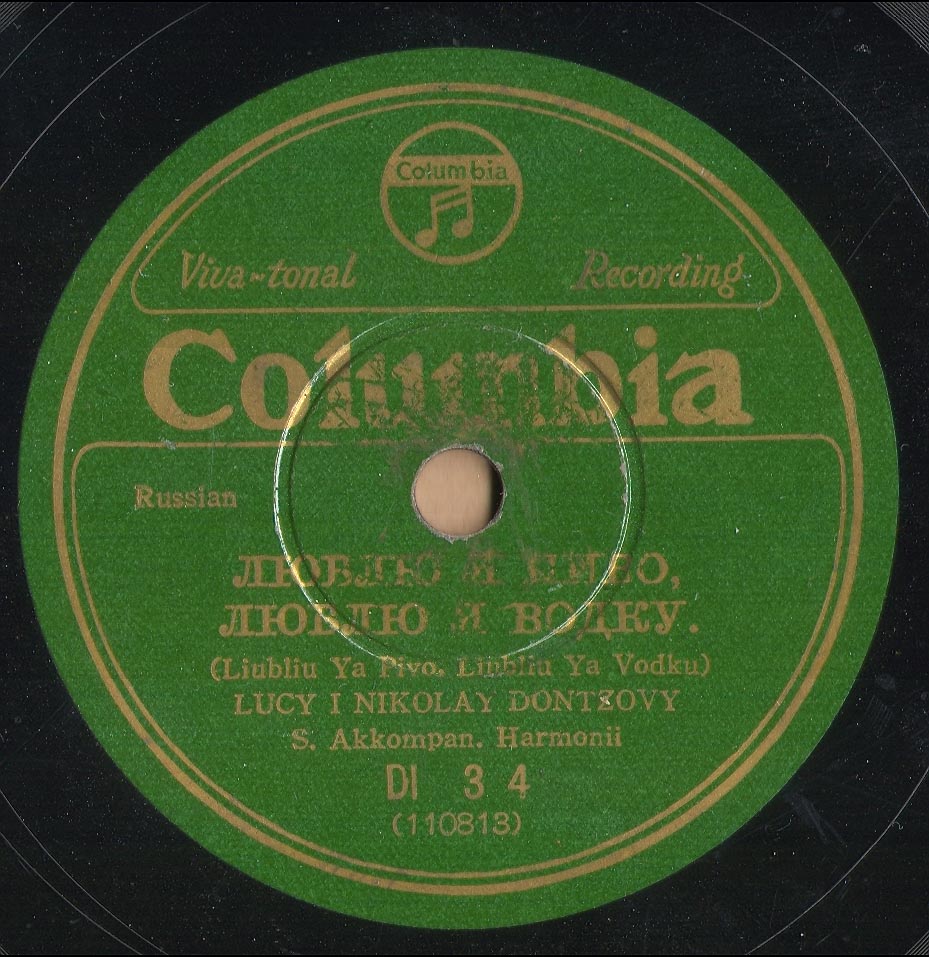 Columbia
Viva-tonal Recording
Columbia
Russian
ЛЮБЛЮ Я ПИВО,
ЛЮБЛЮ Я ВОДКУ.
(Liubliu Ya Pivo, Liubliu Ya Vodku)
LUCY I NIKOLAY DONTZOVY
S. Akkompan. Harmonii
DI 34
(110813)